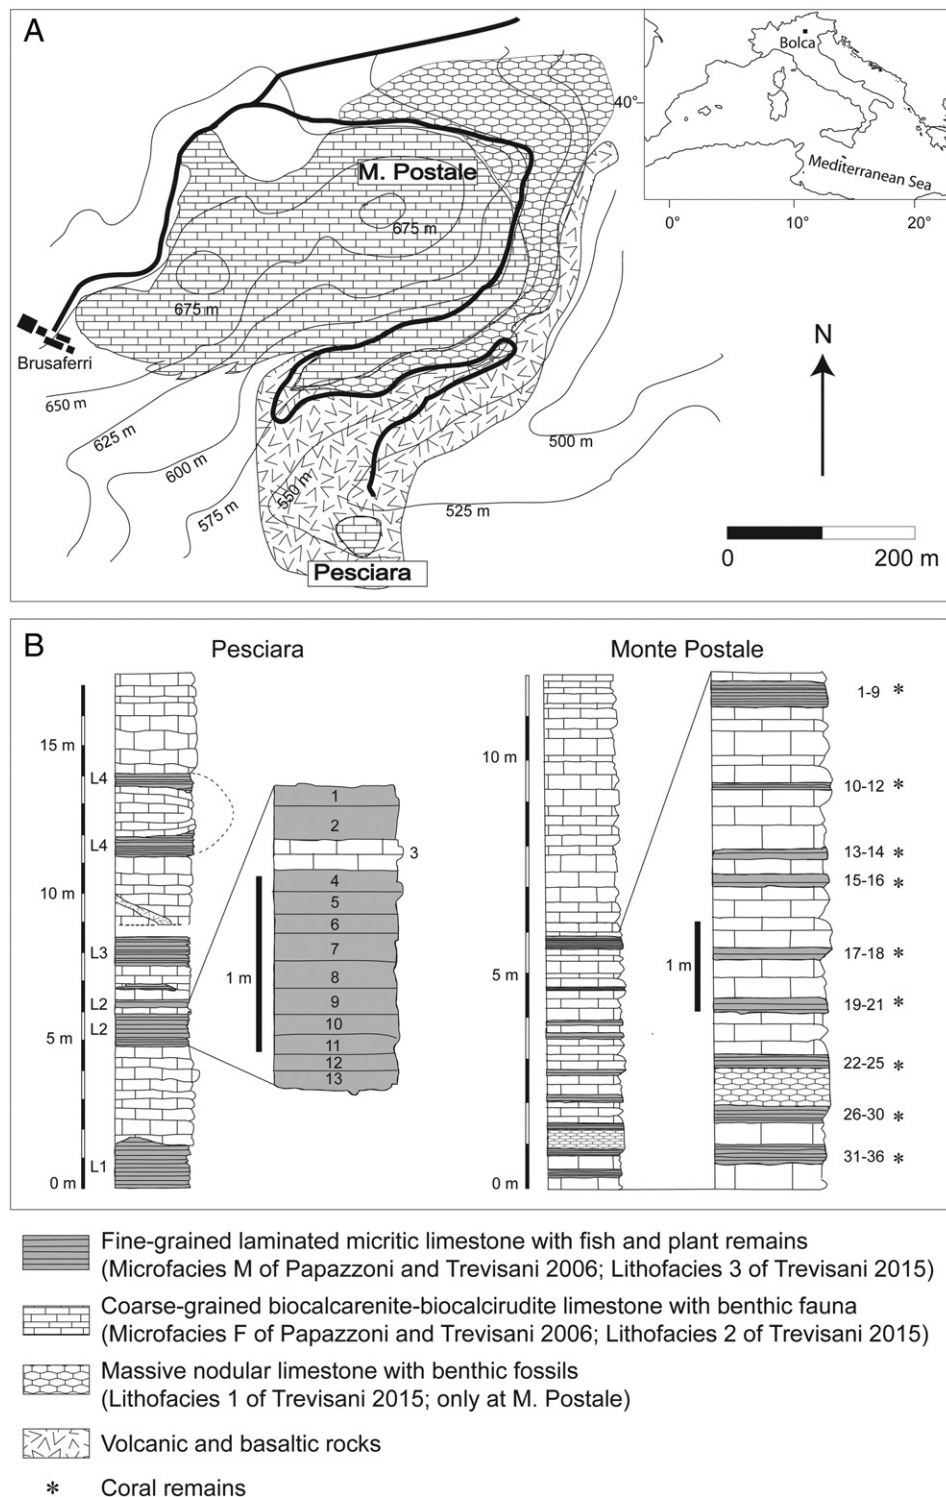 A
Bolca
40°
Mediterranean Sea
0°
10°
20°
M. Postale
675 m
675 m
Brusaferri
650 m
625 m
600 m
575 m
550 m
525 m
500 m
N
0
200 m
Pesciara
B
Pesciara
Monte Postale
15 m
10 m
5 m
0 m
L4
L4
L3
L2
L2
L1
1
2
3
4
5
6
7
8
9
10
11
12
13
1 m
10 m
5 m
0 m
1 m
1-9 *
10-12 *
13-14 *
15-16 *
17-18 *
19-21 *
22-25 *
26-30 *
31-36 *
Fine-grained laminated micritic limestone with fish and plant remains
(Microfacies M of Papazzoni and Trevisani 2006; Lithofacies 3 of Trevisani 2015)
Coarse-grained biocalcarenite-biocalcirudite limestone with benthic fauna
(Microfacies F of Papazzoni and Trevisani 2006; Lithofacies 2 of Trevisani 2015)
Massive nodular limestone with benthic fossils
(Lithofacies 1 of Trevisani 2015; only at M. Postale)
Volcanic and basaltic rocks
* Coral remains